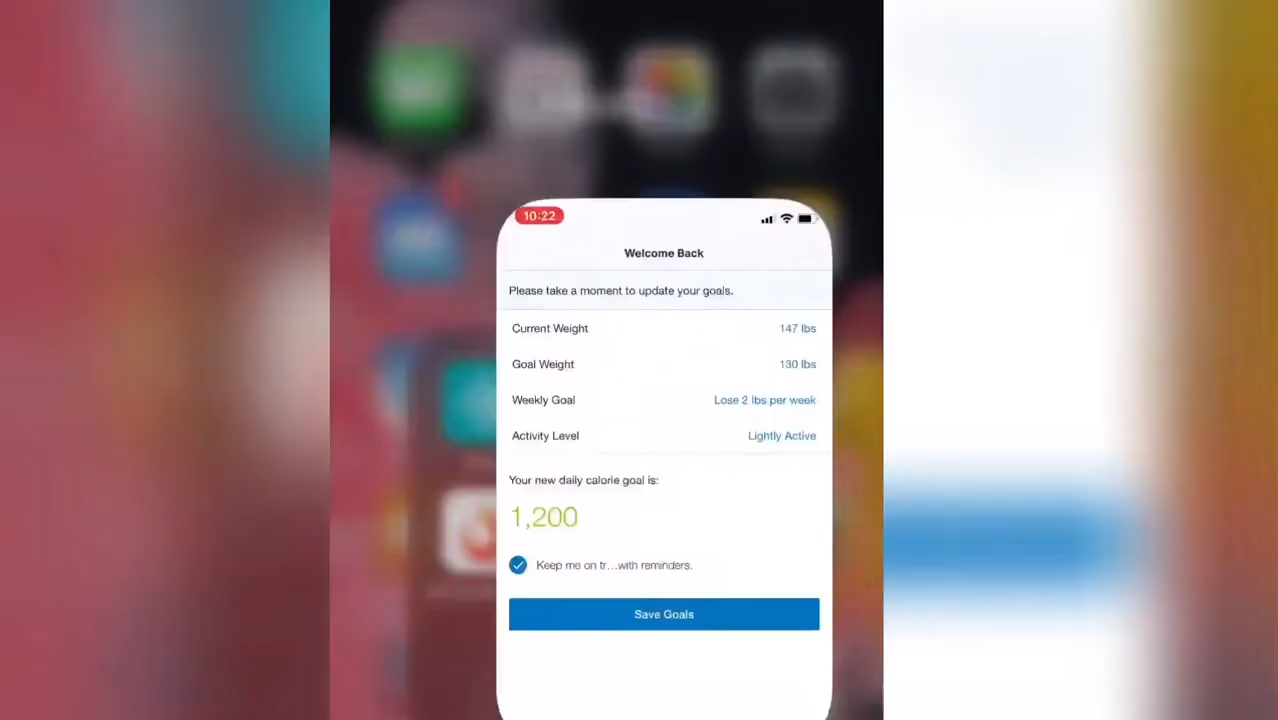 10:22
Welcome Back
Please take a moment to update your goals.
Current Weight 147 lbs
Goal Weight 130 lbs
Weekly Goal Lose 2 lbs per week
Activity Level Lightly Active
Your new daily calorie goal is:
1,200
Keep me on tr...with reminders.
Save Goals